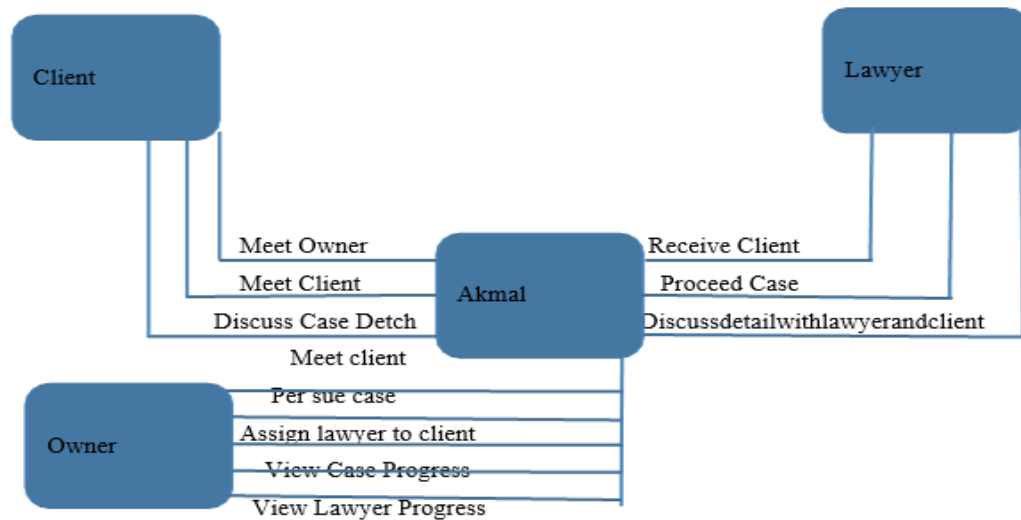 Client
Lawyer
Meet Owner
Receive Client
Meet Client
Akmal
Proceed Case
Discuss Case Detch
Discussdetailwithlawyerandclient
Meet client
Per sue case
Owner
Assign lawyer to client
View Case Progress
View Lawyer Progress